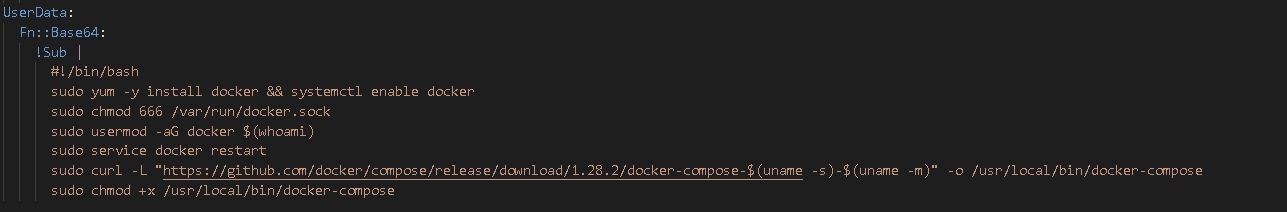 UserData:
Fn::Base64:
!Sub |
#!/bin/bash
sudo yum -y install docker && systemctl enable docker
sudo chmod 666 /var/run/docker.sock
sudo usermod -aG docker $(whoami)
sudo service docker restart
sudo curl -L "https://github.com/docker/compose/release/download/1.28.2/docker-compose-$(uname -s)-$(uname -m)" -o /usr/local/bin/docker-compose
sudo chmod +x /usr/local/bin/docker-compose